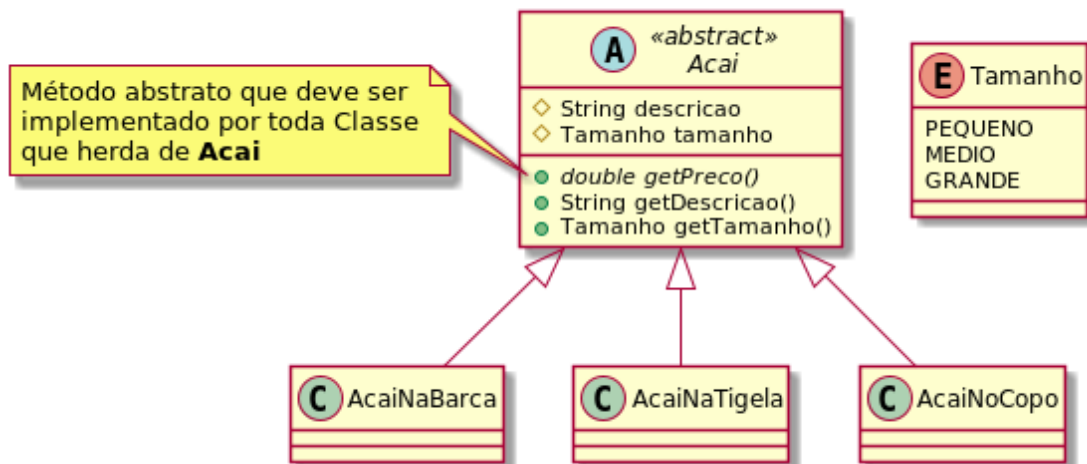 Método abstrato que deve ser
implementado por toda Classe
que herda de Acai
A
«abstract»
Acai
String descricao
Tamanho tamanho
double getPreco()
String getDescricao()
Tamanho getTamanho()
E Tamanho
PEQUENO
MEDIO
GRANDE
C AcaiNaBarca
C AcaiNaTigela
C AcaiNoCopo